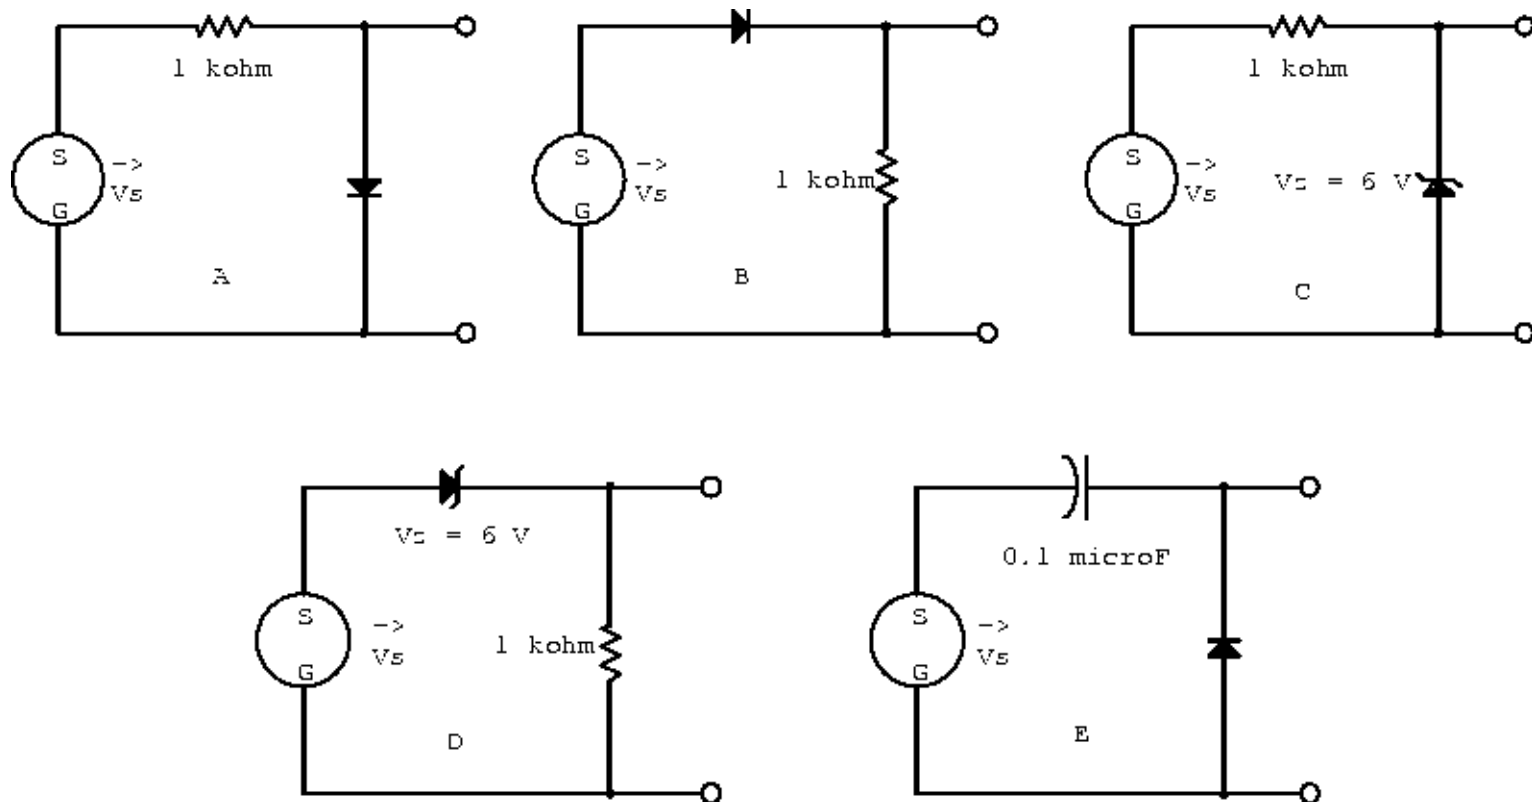 1 kohm
S
->
Vs
G
A
1 kohm
S
->
Vs
G
B
1 kohm
S
->
Vs
G
Vz = 6 V
C
Vz = 6 V
S
->
Vs
G
1 kohm
D
0.1 microF
S
->
Vs
G
E